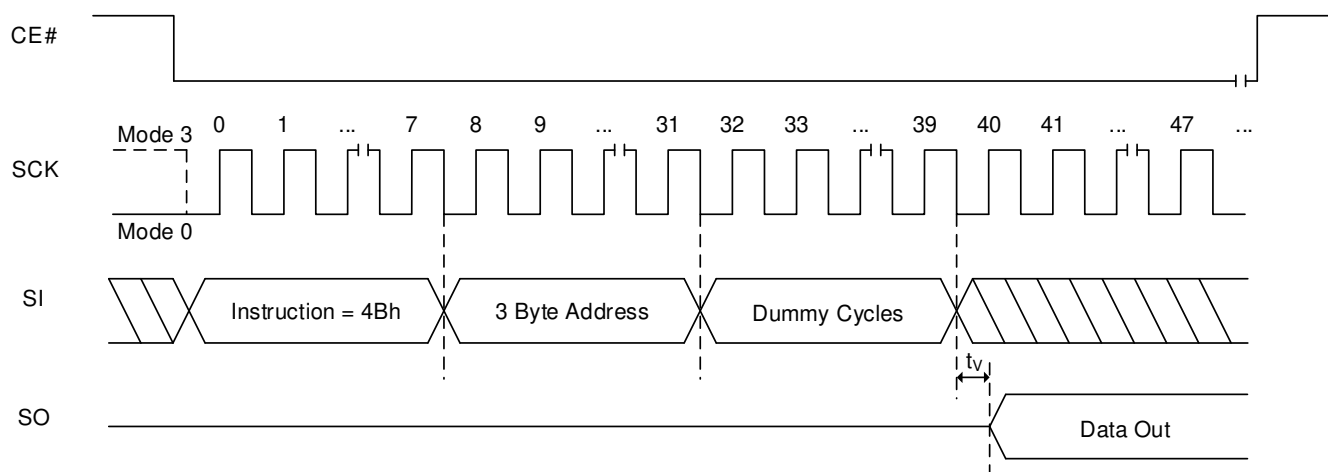 CE#
Mode 3 0 1 ... 7 8 9 ... 31 32 33 ... 39 40 41 ... 47 ...
SCK
Mode 0
SI Instruction = 4Bh 3 Byte Address Dummy Cycles
tV
SO Data Out